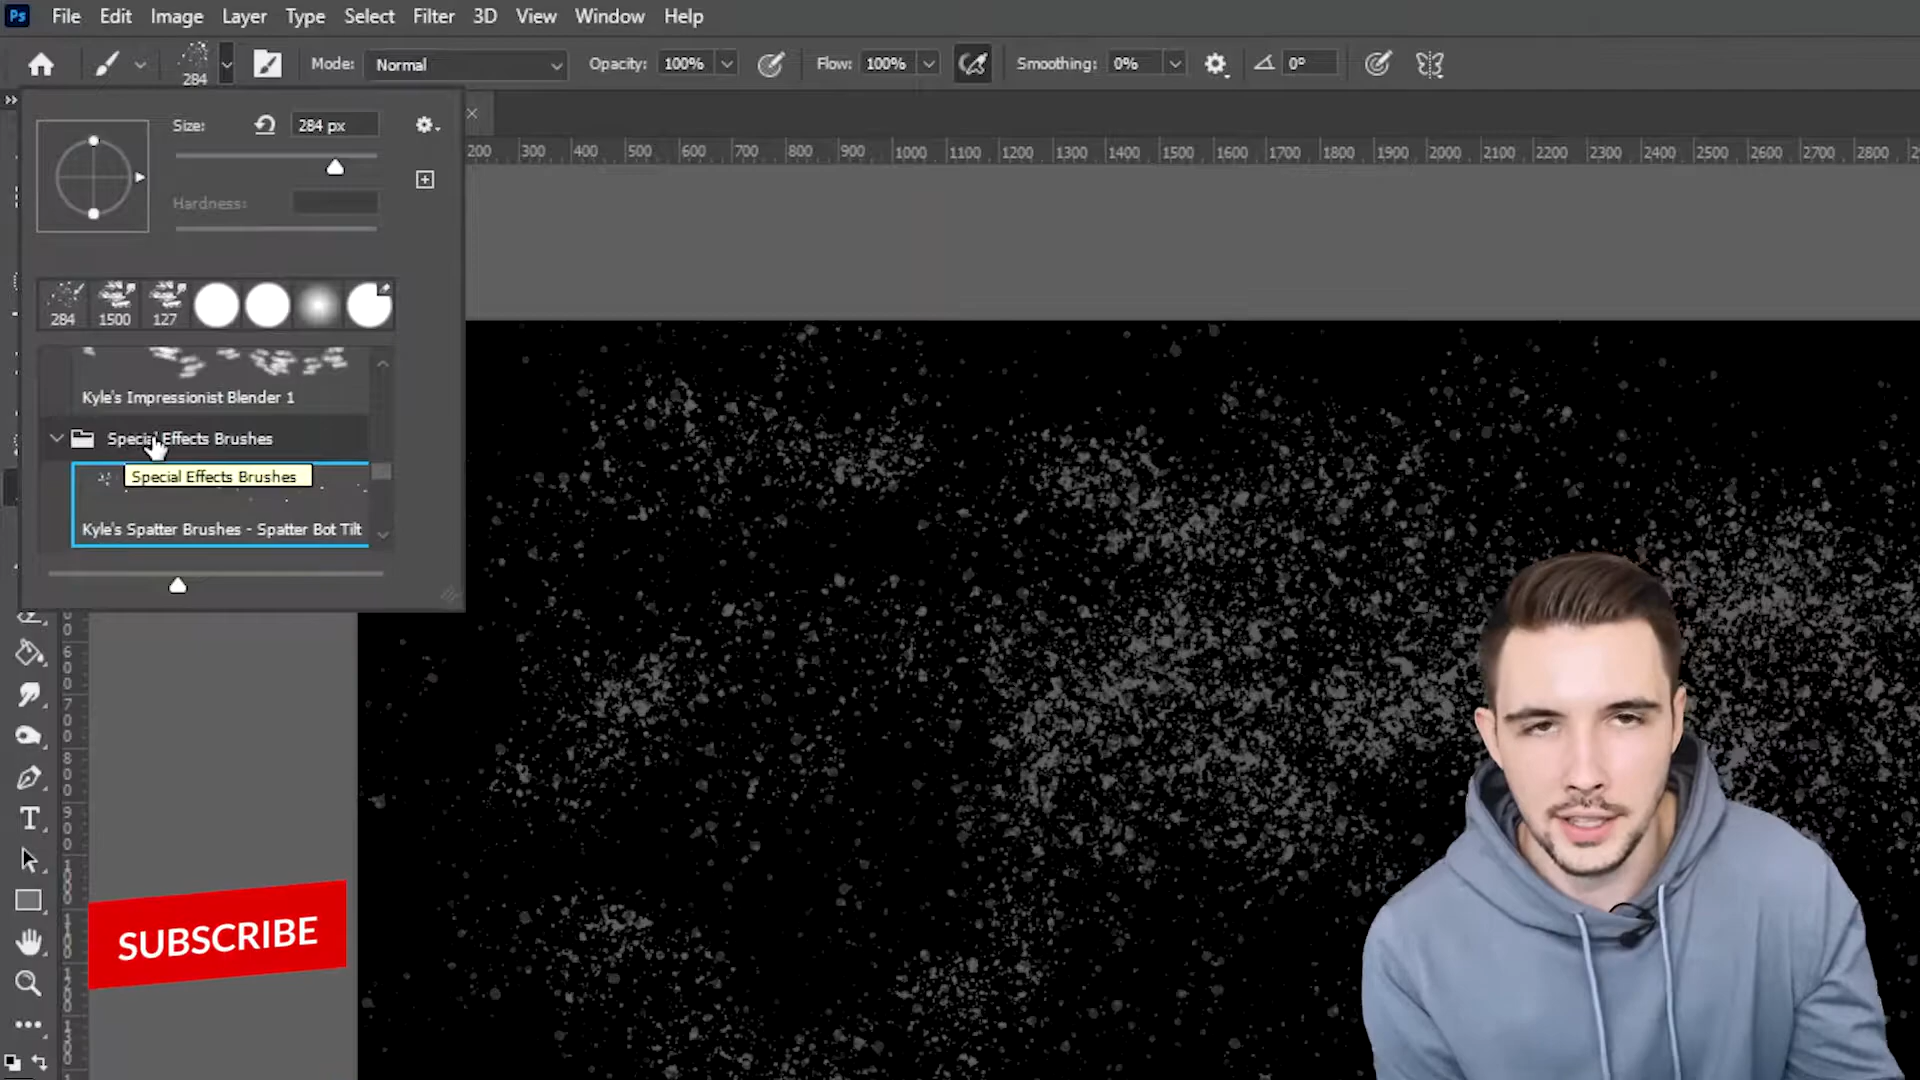 Ps File Edit Image Layer Type Select Filter 3D View Window Help
284 Mode: Normal Opacity: 100% Flow: 100% Smoothing: 0% 0°
Size: 284 px
200 300 400 500 600 700 800 900 1000 1100 1200 1300 1400 1500 1600 1700 1800 1900 2000 2100 2200 2300 2400 2500 2600 2700 2800
Hardness:
284 1500 127
Kyle's Impressionist Blender 1
Special Effects Brushes
Special Effects Brushes
Kyle's Spatter Brushes - Spatter Bot Tilt
SUBSCRIBE